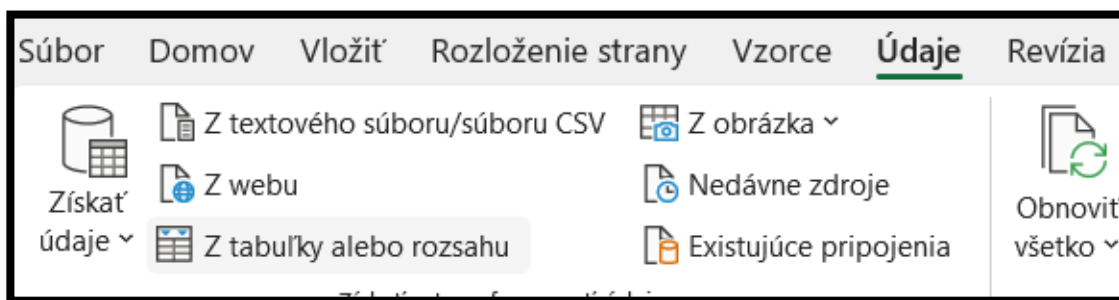 Súbor Domov Vložiť Rozloženie strany Vzorce Údaje Revízia
Získať údaje
Z textového súboru/súboru CSV
Z webu
Z tabuľky alebo rozsahu
Z obrázka
Nedávne zdroje
Existujúce pripojenia
Obnoviť
všetko